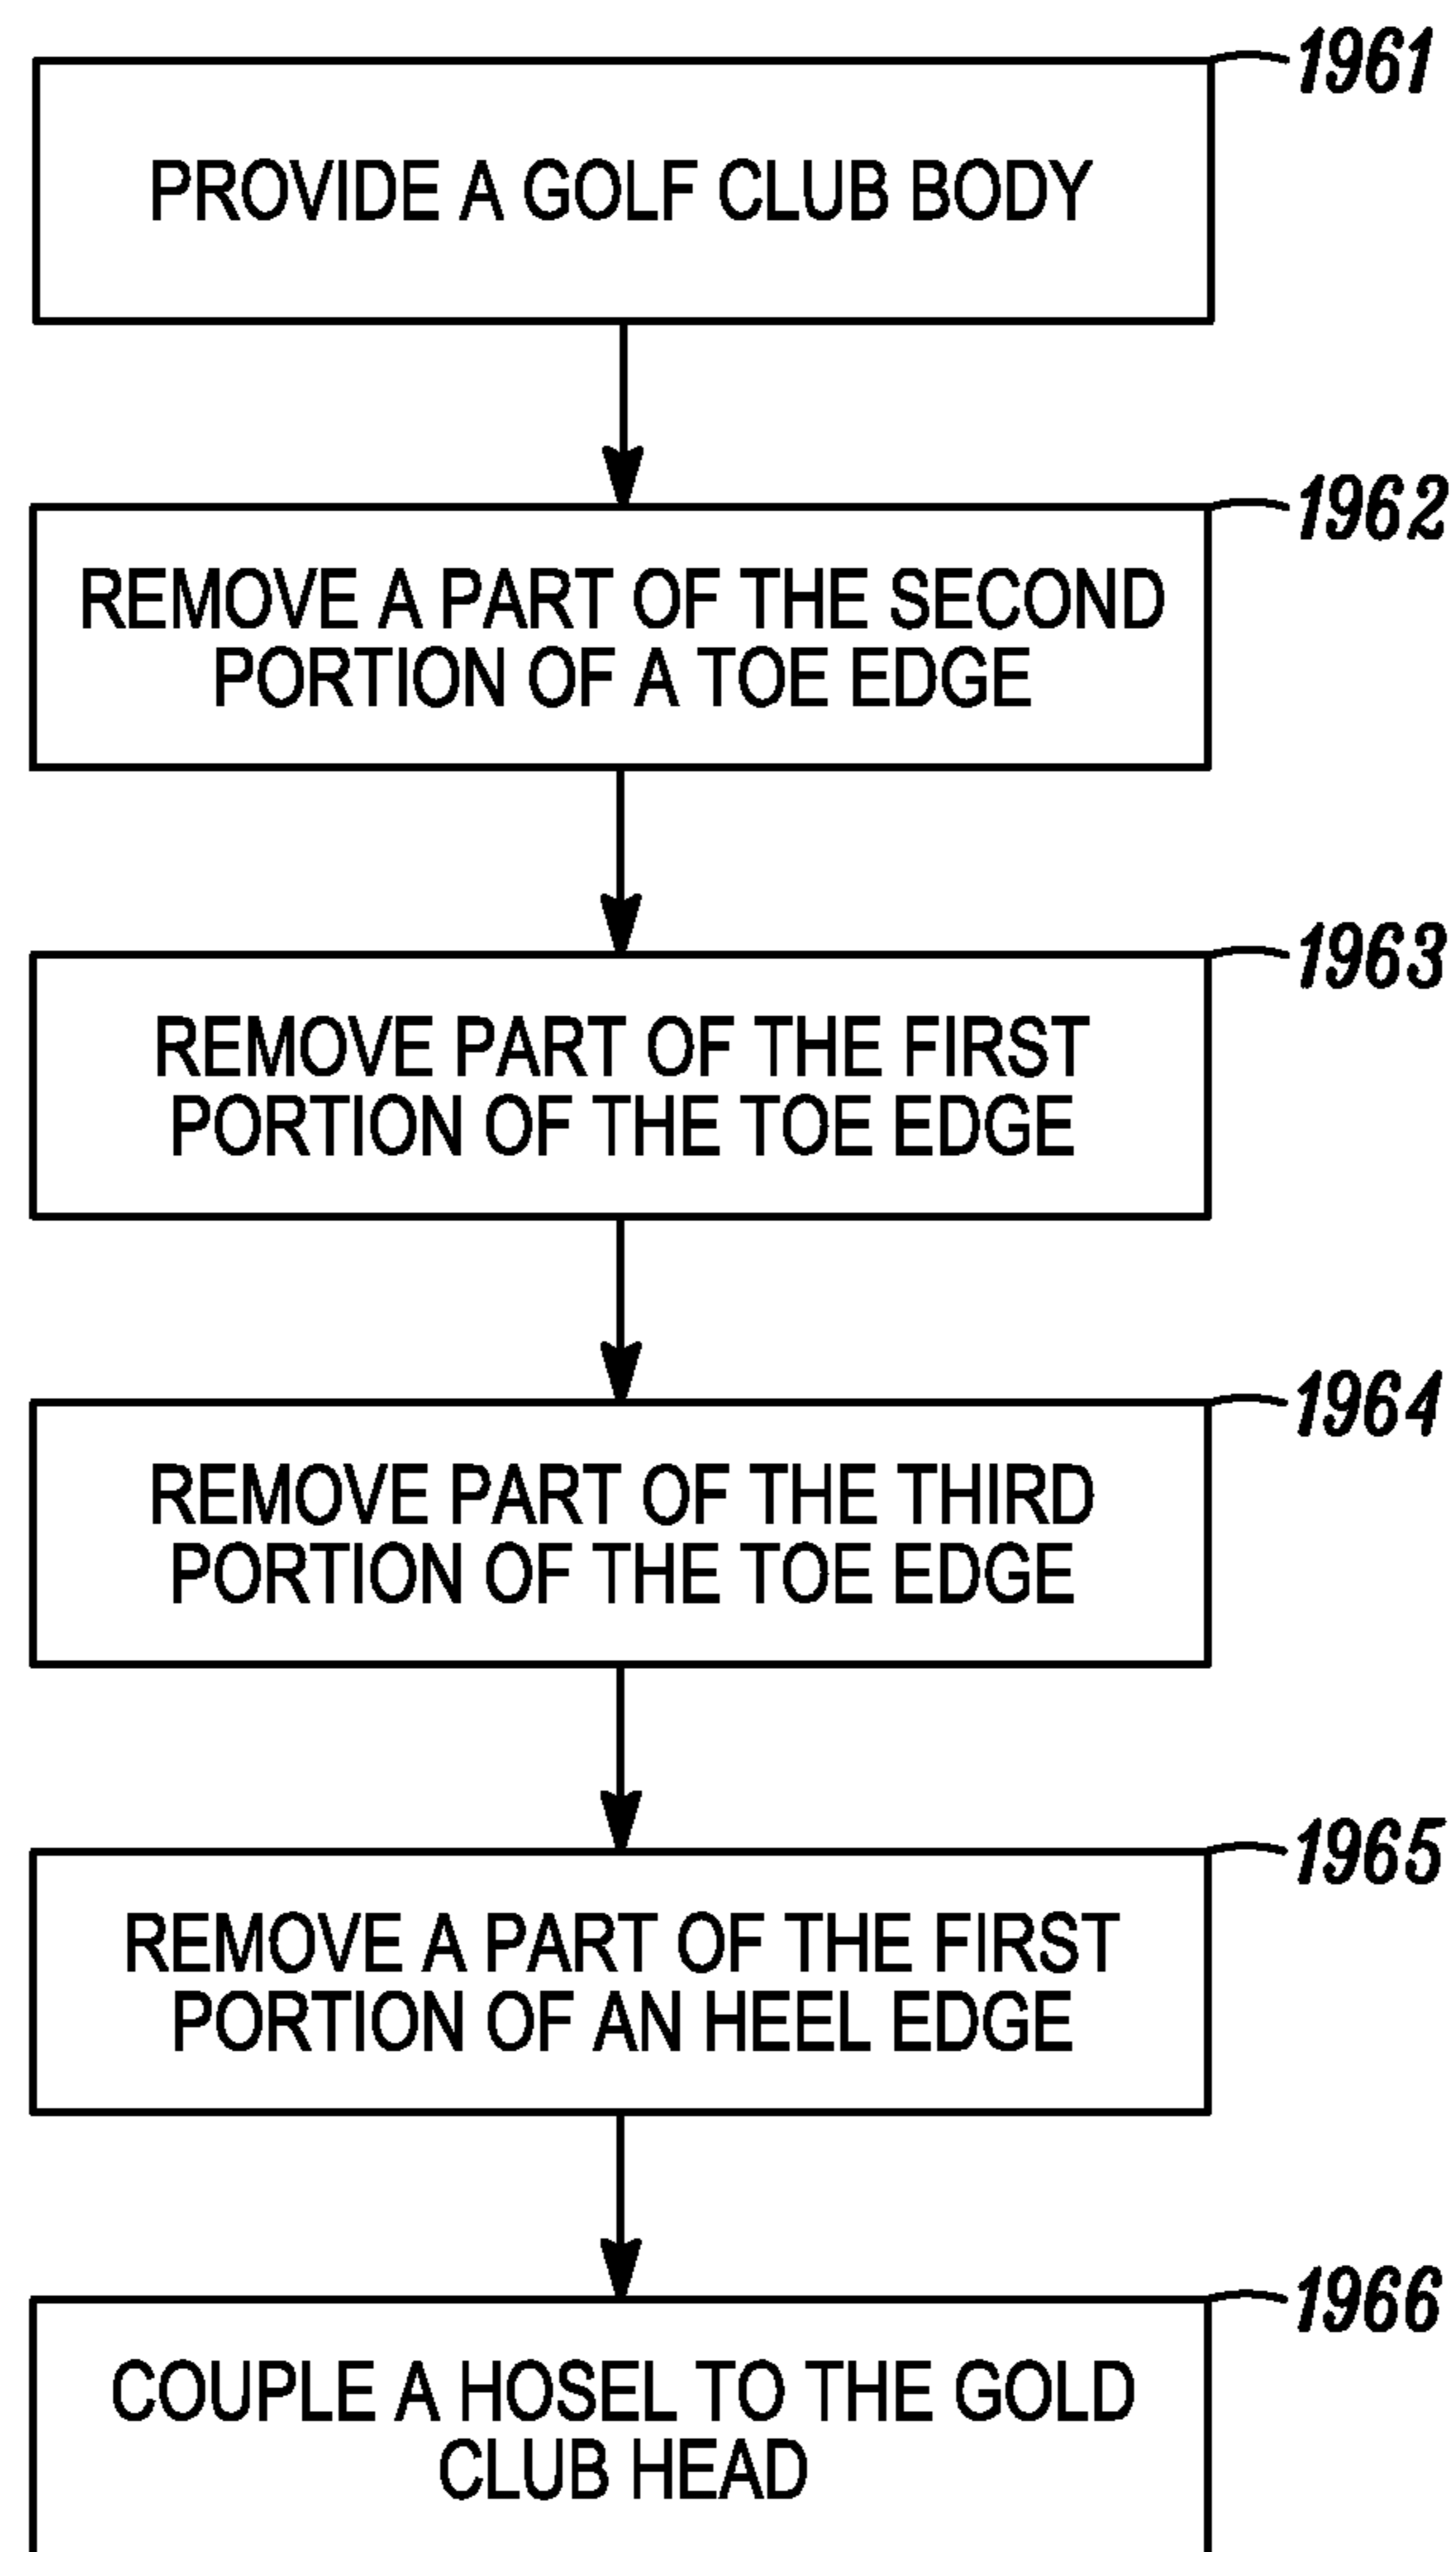 1961
PROVIDE A GOLF CLUB BODY
1962
REMOVE A PART OF THE SECOND
PORTION OF A TOE EDGE
1963
REMOVE PART OF THE FIRST
PORTION OF THE TOE EDGE
1964
REMOVE PART OF THE THIRD
PORTION OF THE TOE EDGE
1965
REMOVE A PART OF THE FIRST
PORTION OF AN HEEL EDGE
1966
COUPLE A HOSEL TO THE GOLD
CLUB HEAD